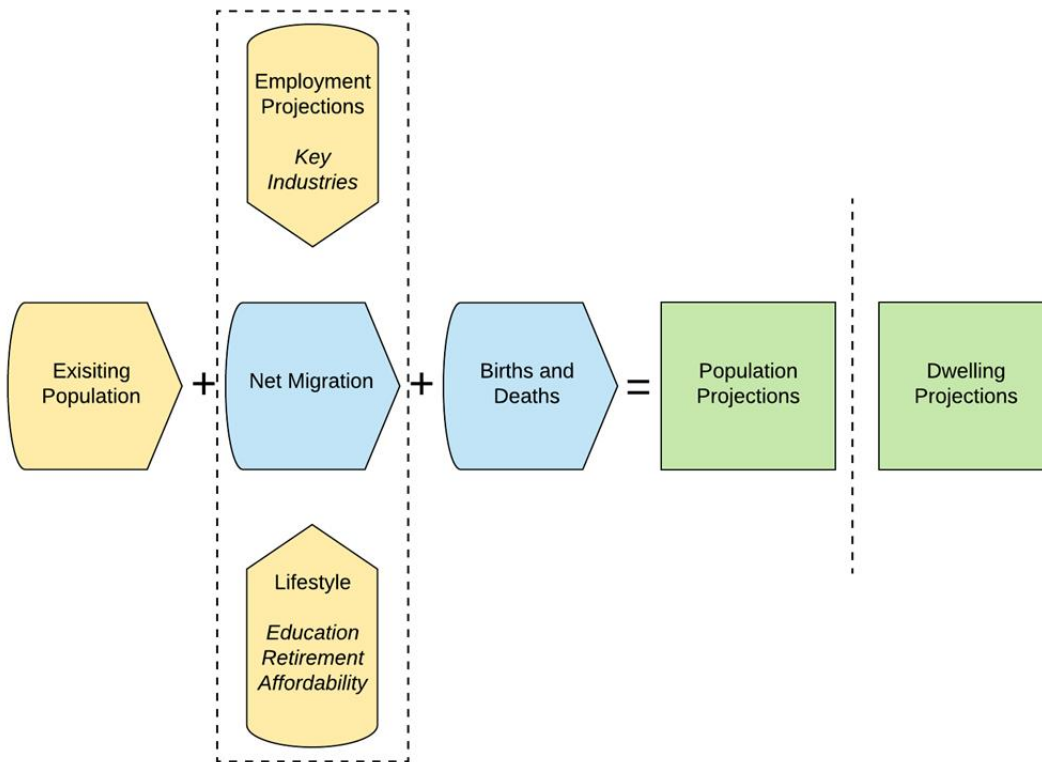 Employment
Projections
Key
Industries
Exisiting
Population
+
Net Migration
+
Births and
Deaths
=
Population
Projections
Dwelling
Projections
Lifestyle
Education
Retirement
Affordability